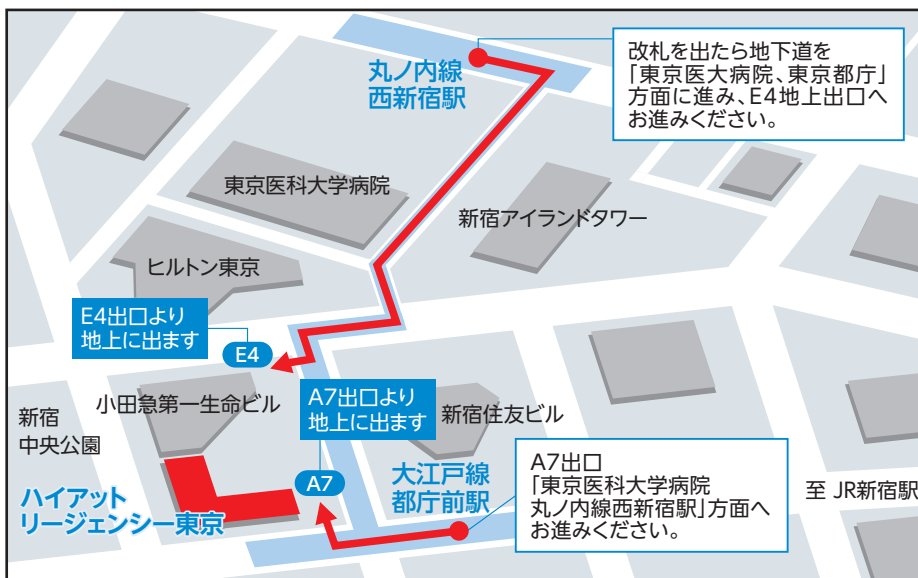 丸ノ内線
西新宿駅
改札を出たら地下道を
「東京医大病院、東京都庁」
方面に進み、E4地上出口へ
お進みください。
東京医科大学病院
新宿アイランドタワー
ヒルトン東京
E4出口より
地上に出ます
E4
小田急第一生命ビル
A7出口より
地上に出ます
新宿住友ビル
新宿
中央公園
A7
大江戸線
都庁前駅
A7出口
「東京医科大学病院
丸ノ内線西新宿駅」方面へ
お進みください。
至 JR新宿駅
ハイアット
リージェンシー東京